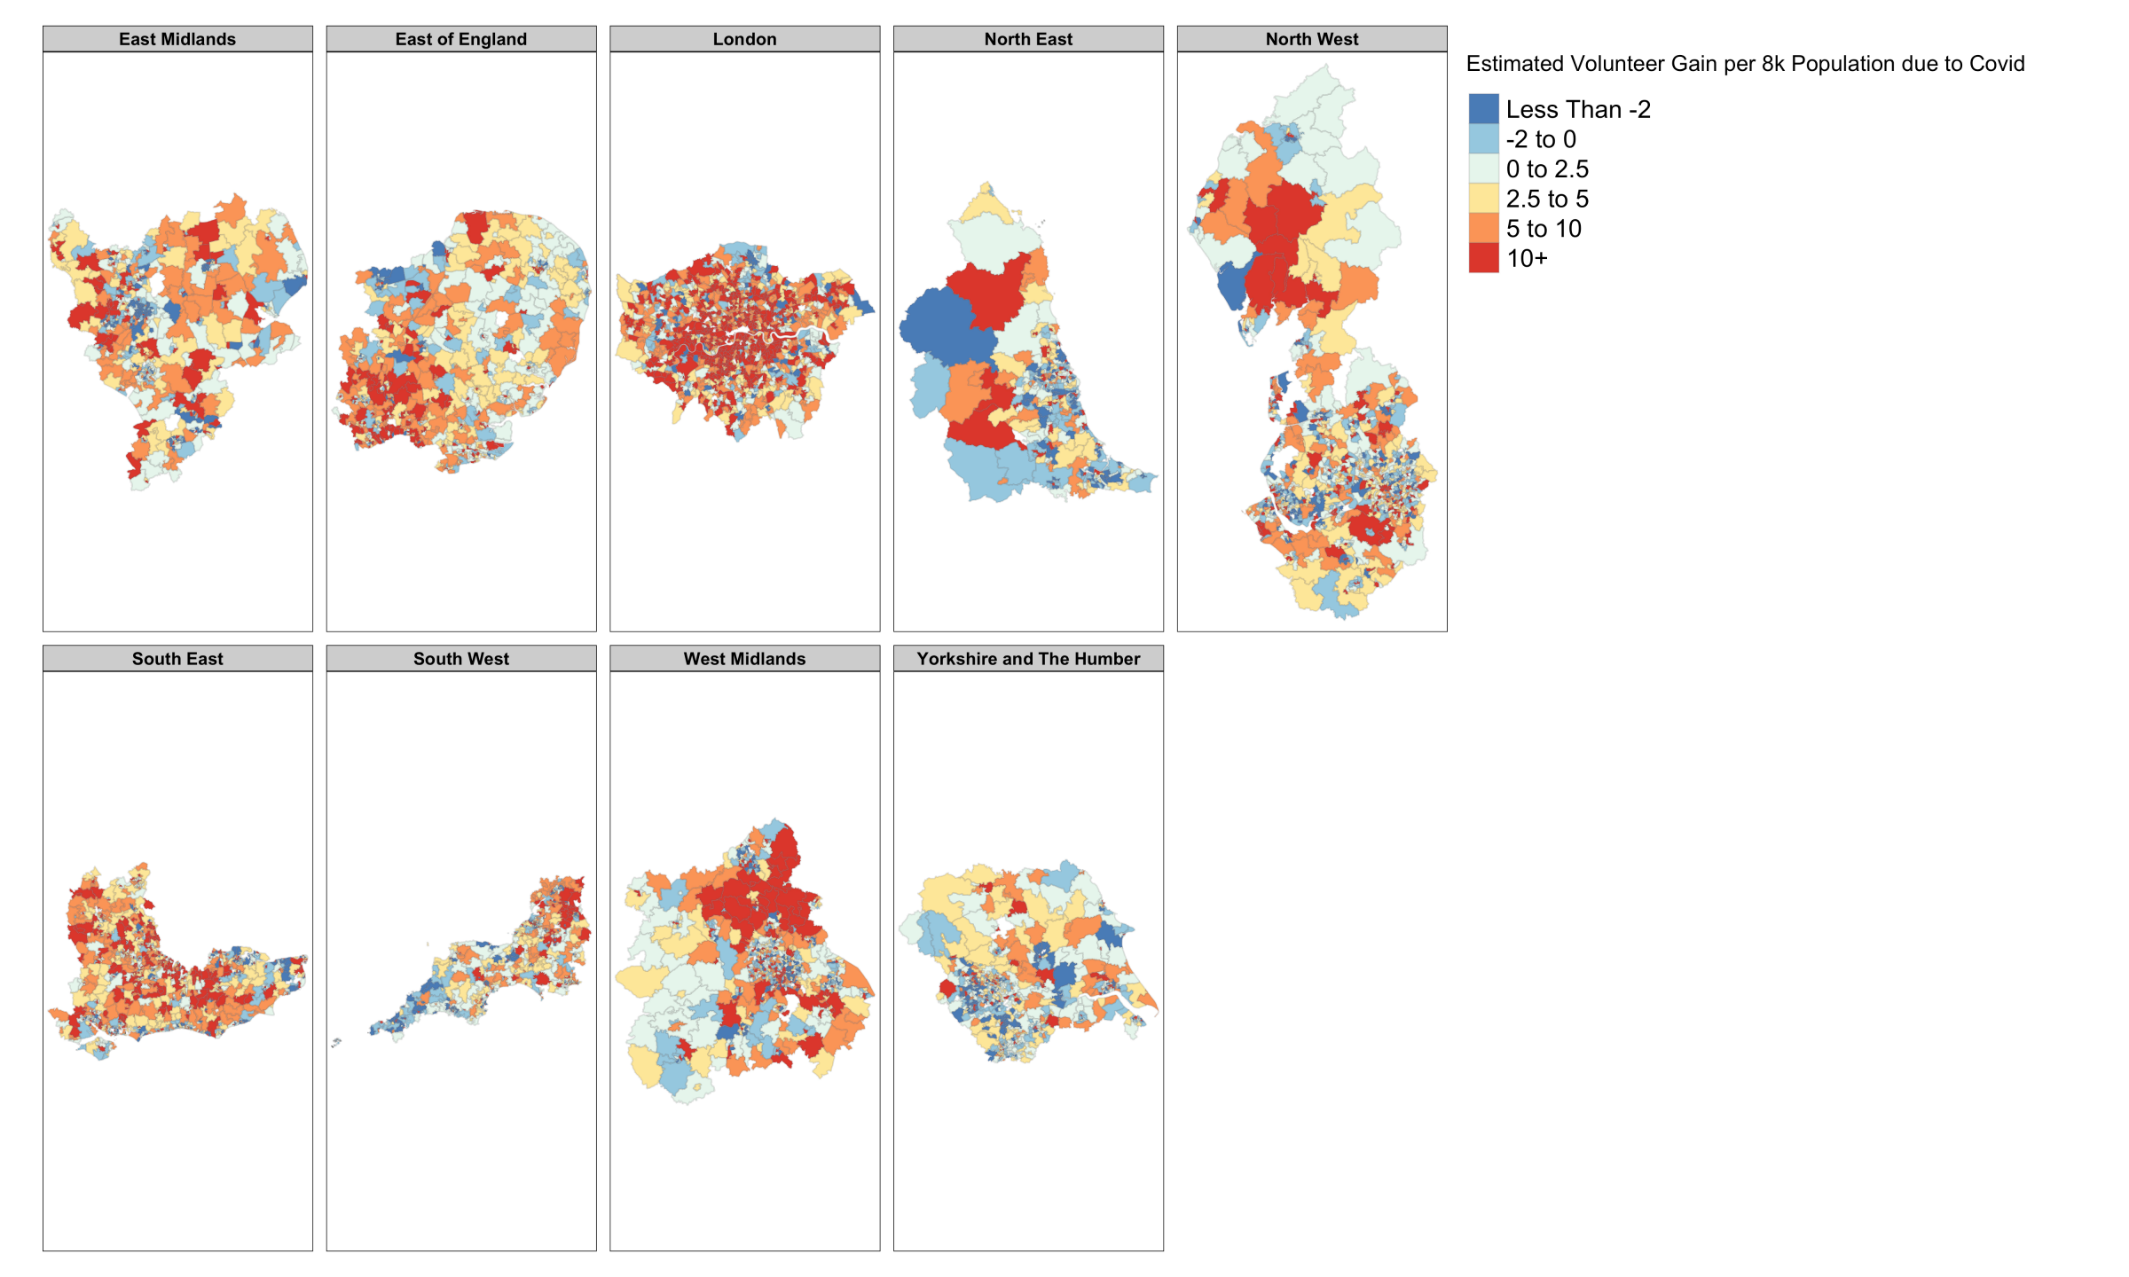 East Midlands
East of England
London
North East
North West
Estimated Volunteer Gain per 8k Population due to Covid
Less Than -2
-2 to 0
0 to 2.5
2.5 to 5
5 to 10
10+
South East
South West
West Midlands
Yorkshire and The Humber